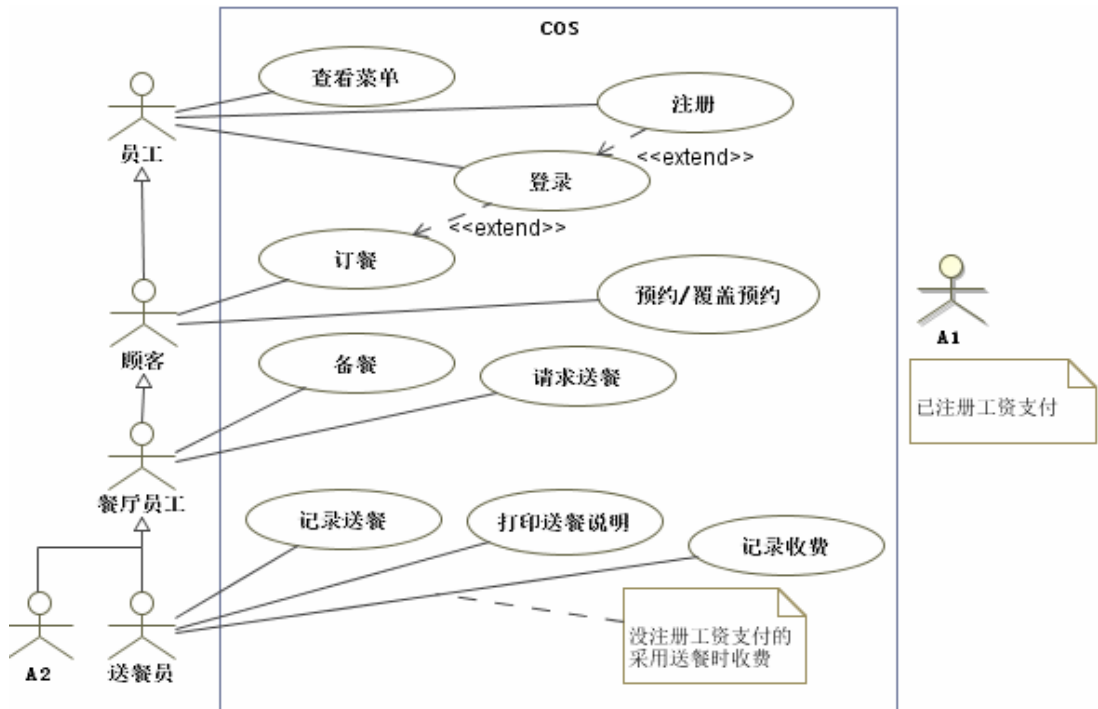 COS
查看菜单
注册
员工
<<extend>>
登录
<<extend>>
订餐
预约/覆盖预约
A1
顾客
备餐
请求送餐
已注册工资支付
餐厅员工
记录送餐
打印送餐说明
记录收费
没注册工资支付的
采用送餐时收费
A2
送餐员